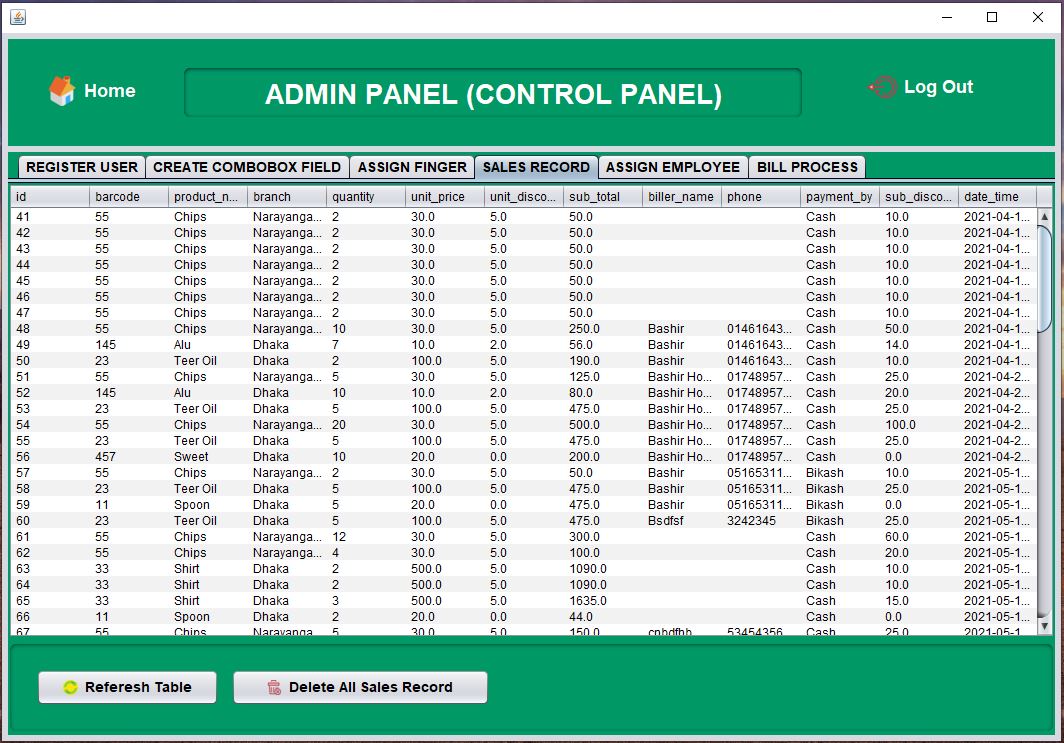 Home
ADMIN PANEL (CONTROL PANEL)
Log Out
REGISTER USER CREATE COMBOBOX FIELD ASSIGN FINGER SALES RECORD ASSIGN EMPLOYEE BILL PROCESS
id barcode product_n... branch quantity unit_price unit_disco... sub_total biller_name phone payment_by sub_disco... date_time
41 55 Chips Narayanga... 2 30.0 5.0 50.0 Cash 10.0 2021-04-1...
42 55 Chips Narayanga... 2 30.0 5.0 50.0 Cash 10.0 2021-04-1...
43 55 Chips Narayanga... 2 30.0 5.0 50.0 Cash 10.0 2021-04-1...
44 55 Chips Narayanga... 2 30.0 5.0 50.0 Cash 10.0 2021-04-1...
45 55 Chips Narayanga... 2 30.0 5.0 50.0 Cash 10.0 2021-04-1...
46 55 Chips Narayanga... 2 30.0 5.0 50.0 Cash 10.0 2021-04-1...
47 55 Chips Narayanga... 2 30.0 5.0 50.0 Cash 10.0 2021-04-1...
48 55 Chips Narayanga... 10 30.0 5.0 250.0 Bashir 01461643... Cash 50.0 2021-04-1...
49 145 Alu Dhaka 7 10.0 2.0 56.0 Bashir 01461643... Cash 14.0 2021-04-1...
50 23 Teer Oil Dhaka 2 100.0 5.0 190.0 Bashir 01461643... Cash 10.0 2021-04-1...
51 55 Chips Narayanga... 5 30.0 5.0 125.0 Bashir Ho... 01748957... Cash 25.0 2021-04-2...
52 145 Alu Dhaka 10 10.0 2.0 80.0 Bashir Ho... 01748957... Cash 20.0 2021-04-2...
53 23 Teer Oil Dhaka 5 100.0 5.0 475.0 Bashir Ho... 01748957... Cash 25.0 2021-04-2...
54 55 Chips Narayanga... 20 30.0 5.0 500.0 Bashir Ho... 01748957... Cash 100.0 2021-04-2...
55 23 Teer Oil Dhaka 5 100.0 5.0 475.0 Bashir Ho... 01748957... Cash 25.0 2021-04-2...
56 457 Sweet Dhaka 10 20.0 0.0 200.0 Bashir Ho... 01748957... Cash 0.0 2021-04-2...
57 55 Chips Narayanga... 2 30.0 5.0 50.0 Bashir 05165311... Bikash 10.0 2021-05-1...
58 23 Teer Oil Dhaka 5 100.0 5.0 475.0 Bashir 05165311... Bikash 25.0 2021-05-1...
59 11 Spoon Dhaka 5 20.0 0.0 475.0 Bashir 05165311... Bikash 0.0 2021-05-1...
60 23 Teer Oil Dhaka 5 100.0 5.0 475.0 Bsdfsf 3242345 Bikash 25.0 2021-05-1...
61 55 Chips Narayanga... 12 30.0 5.0 300.0 Cash 60.0 2021-05-1...
62 55 Chips Narayanga... 4 30.0 5.0 100.0 Cash 20.0 2021-05-1...
63 33 Shirt Dhaka 2 500.0 5.0 1090.0 Cash 10.0 2021-05-1...
64 33 Shirt Dhaka 2 500.0 5.0 1090.0 Cash 10.0 2021-05-1...
65 33 Shirt Dhaka 3 500.0 5.0 1635.0 Cash 15.0 2021-05-1...
66 11 Spoon Dhaka 2 20.0 0.0 44.0 Cash 0.0 2021-05-1...
67 55 Chips Narayanga... 5 30.0 5.0 150.0 53454356 Cash 25.0 2021-05-1...
Referesh Table Delete All Sales Record